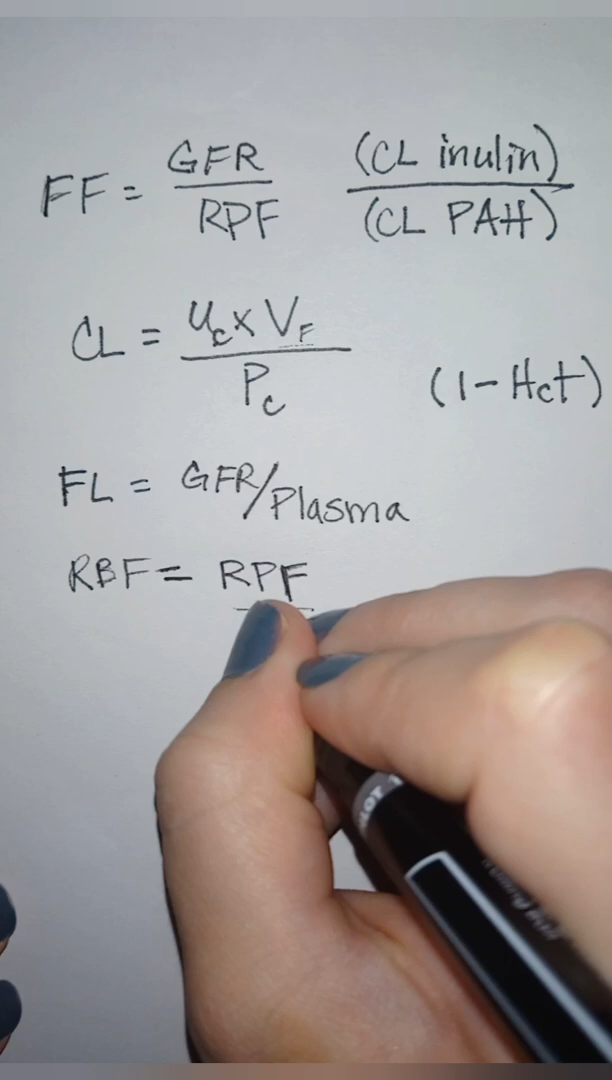 FF = GFR / RPF (CL inulin) / (CL PAH)
CL = Uc x VF / Pc
(1 - Hct)
FL = GFR/Plasma
RBF = RPF